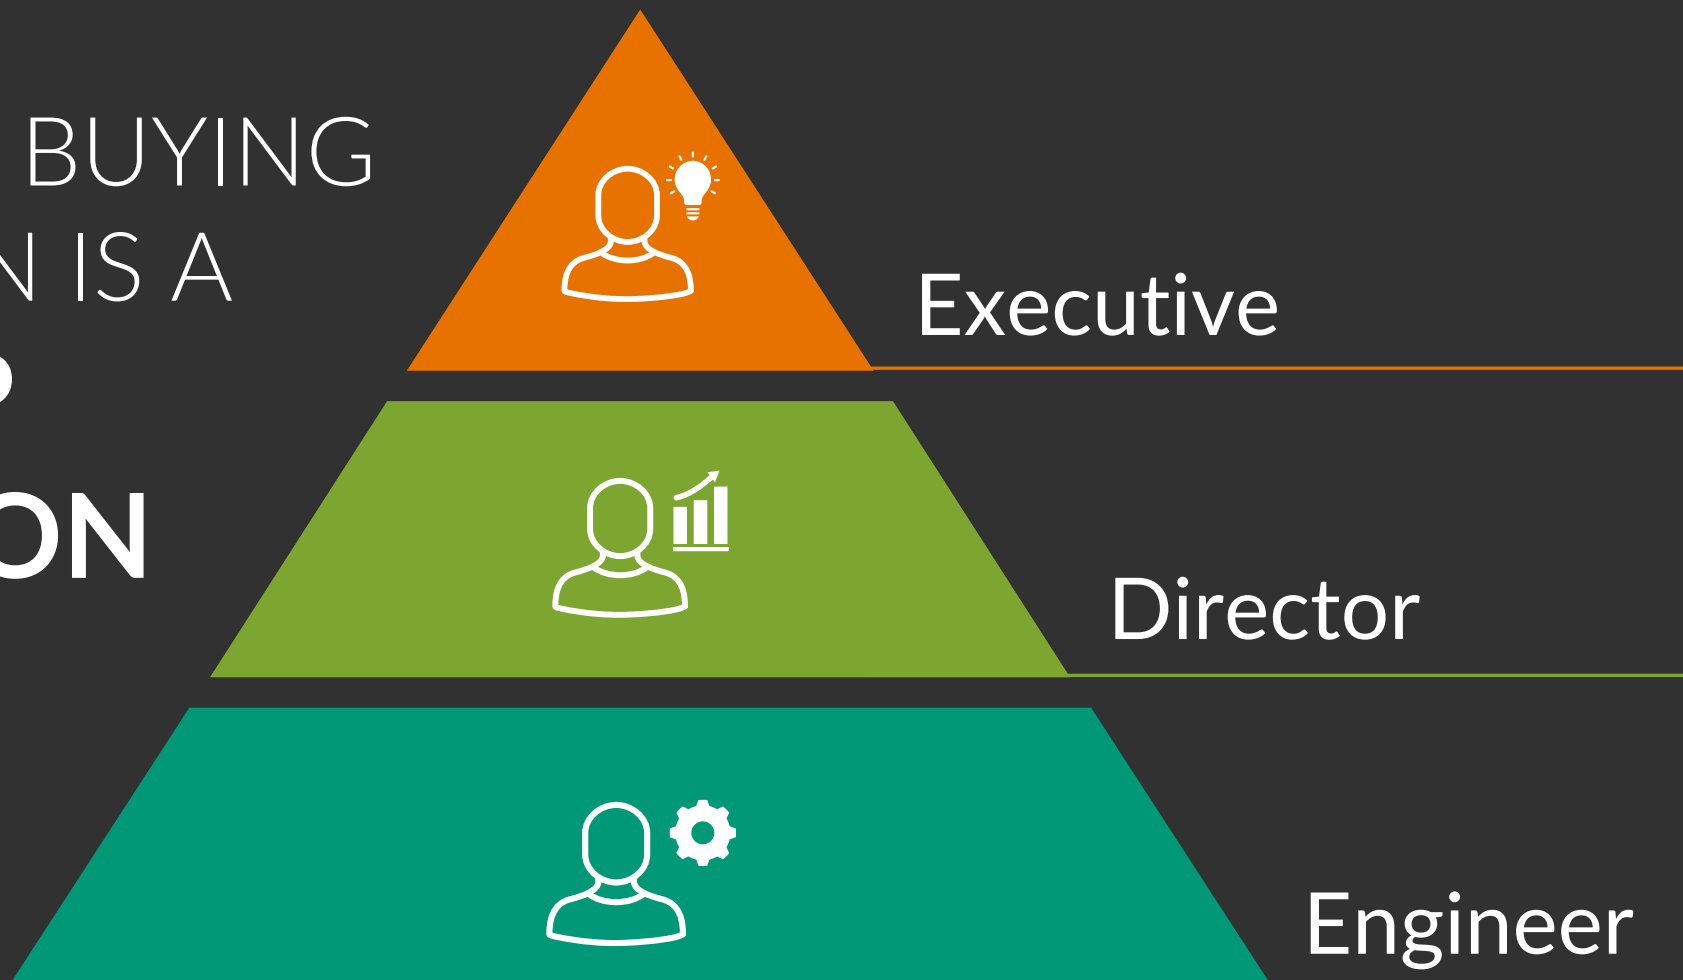 BUYING
N IS A
ON
Executive
Director
Engineer